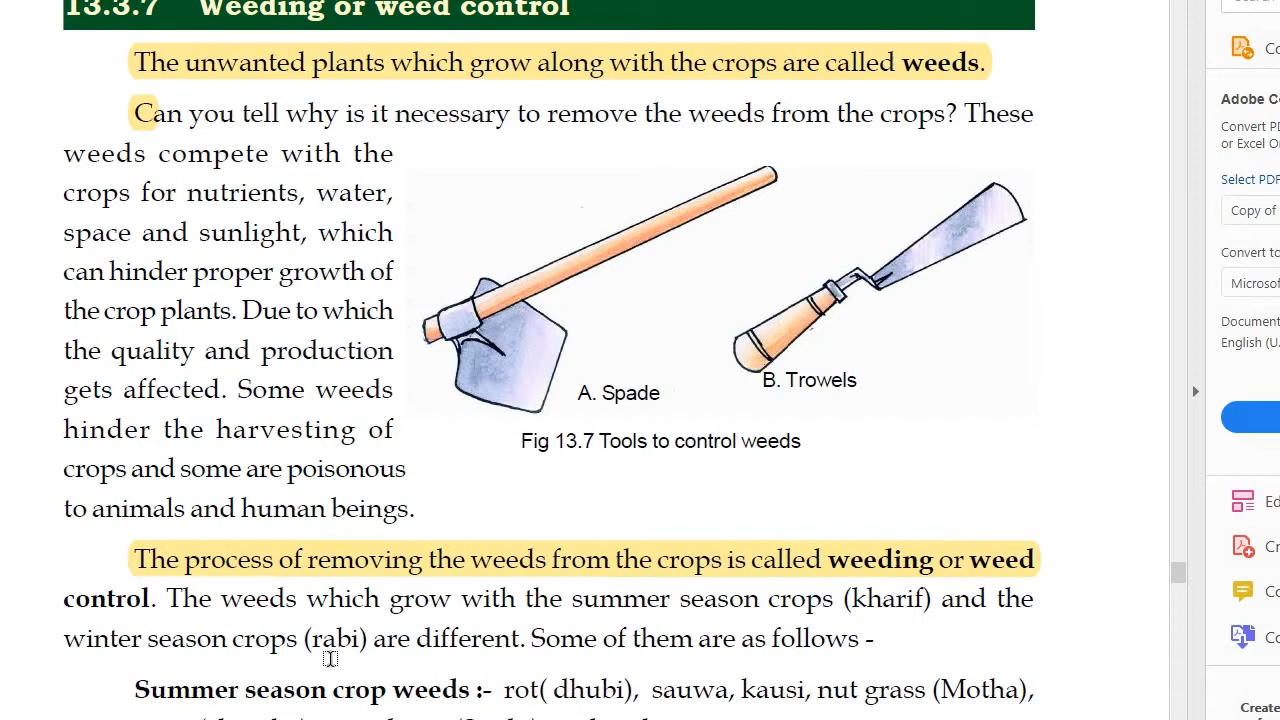 13.3.7 Weeding or weed control
The unwanted plants which grow along with the crops are called weeds.
Can you tell why is it necessary to remove the weeds from the crops? These
weeds compete with the
crops for nutrients, water,
space and sunlight, which
can hinder proper growth of
the crop plants. Due to which
the quality and production
gets affected. Some weeds
hinder the harvesting of
crops and some are poisonous
to animals and human beings.
A. Spade
B. Trowels
Fig 13.7 Tools to control weeds
The process of removing the weeds from the crops is called weeding or weed
control. The weeds which grow with the summer season crops (kharif) and the
winter season crops (rabi) are different. Some of them are as follows -
Summer season crop weeds :- rot( dhubi), sauwa, kausi, nut grass (Motha),
Co
Adobe Co
Convert PD
or Excel On
Select PDF
Copy of
Convert to
Microsof
Document
English (U.
Ed
Cr
Co
Co
Create